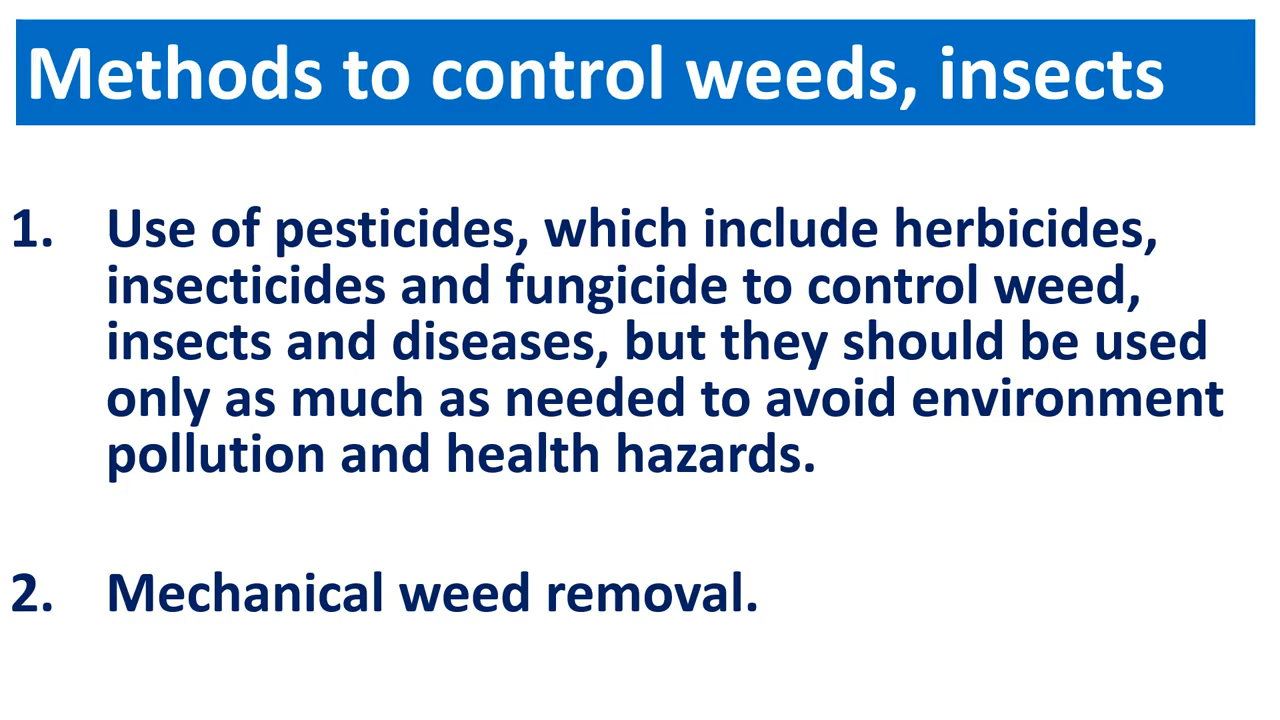 Methods to control weeds, insects
1. Use of pesticides, which include herbicides,
insecticides and fungicide to control weed,
insects and diseases, but they should be used
only as much as needed to avoid environment
pollution and health hazards.
2. Mechanical weed removal.